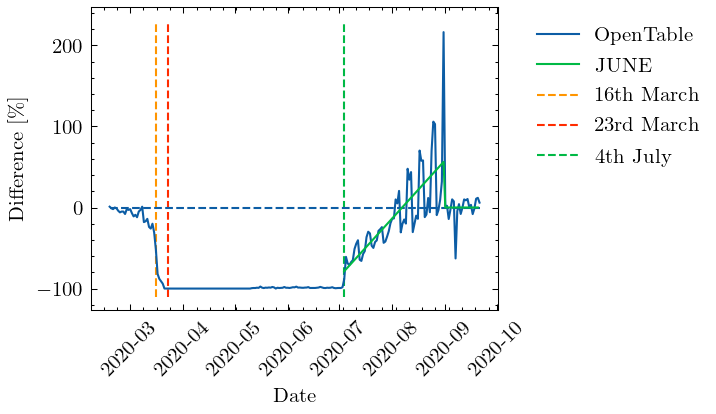 OpenTable
JUNE
16th March
23rd March
4th July
Difference [%]
200
100
0
−100
2020-03
2020-04
2020-05
2020-06
2020-07
2020-08
2020-09
2020-10
Date